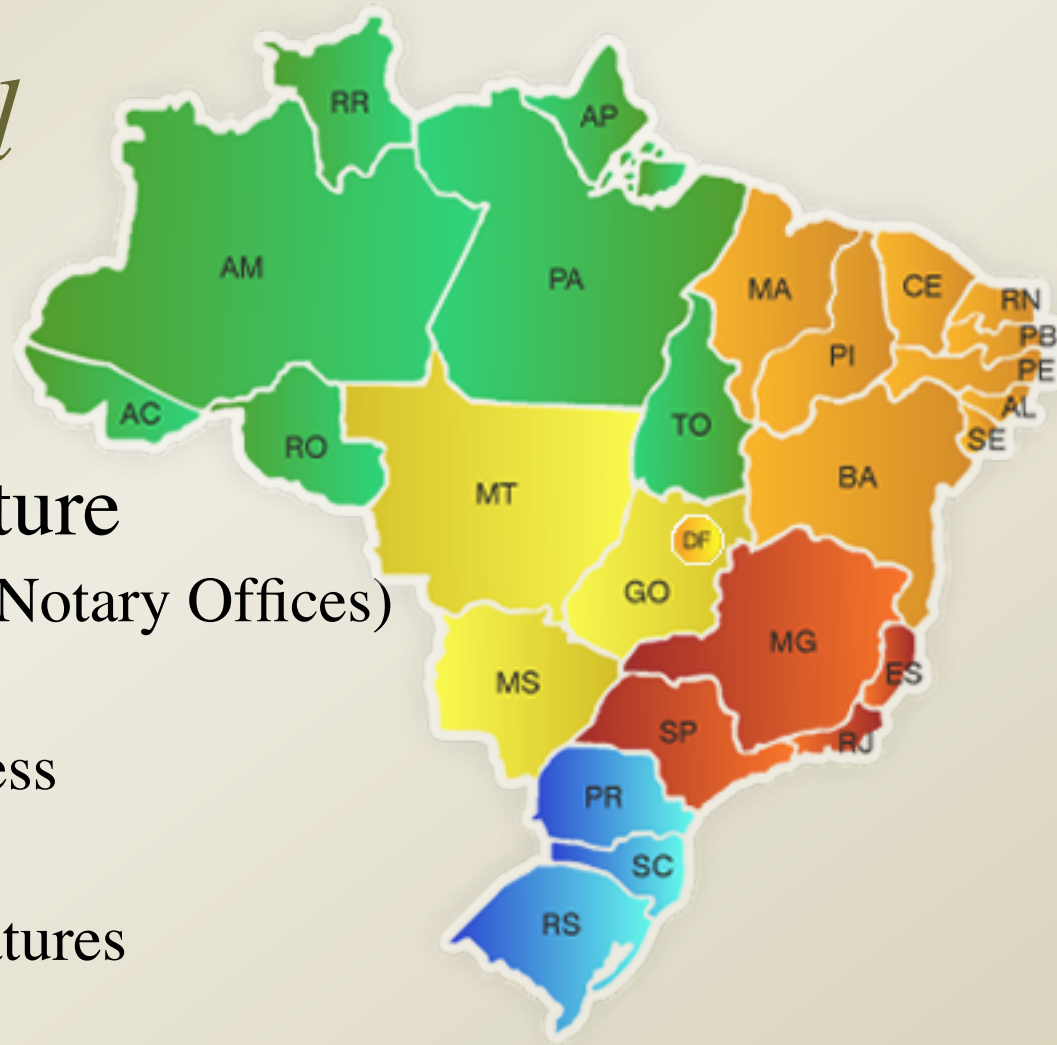 l
RR
AP
AM
PA
MA
CE
RN
PB
PI
PE
AL
AC
TO
SE
RO
BA
MT
ture
DF
GO
Notary Offices)
MG
ES
MS
SP
RJ
ess
PR
SC
RS
tures